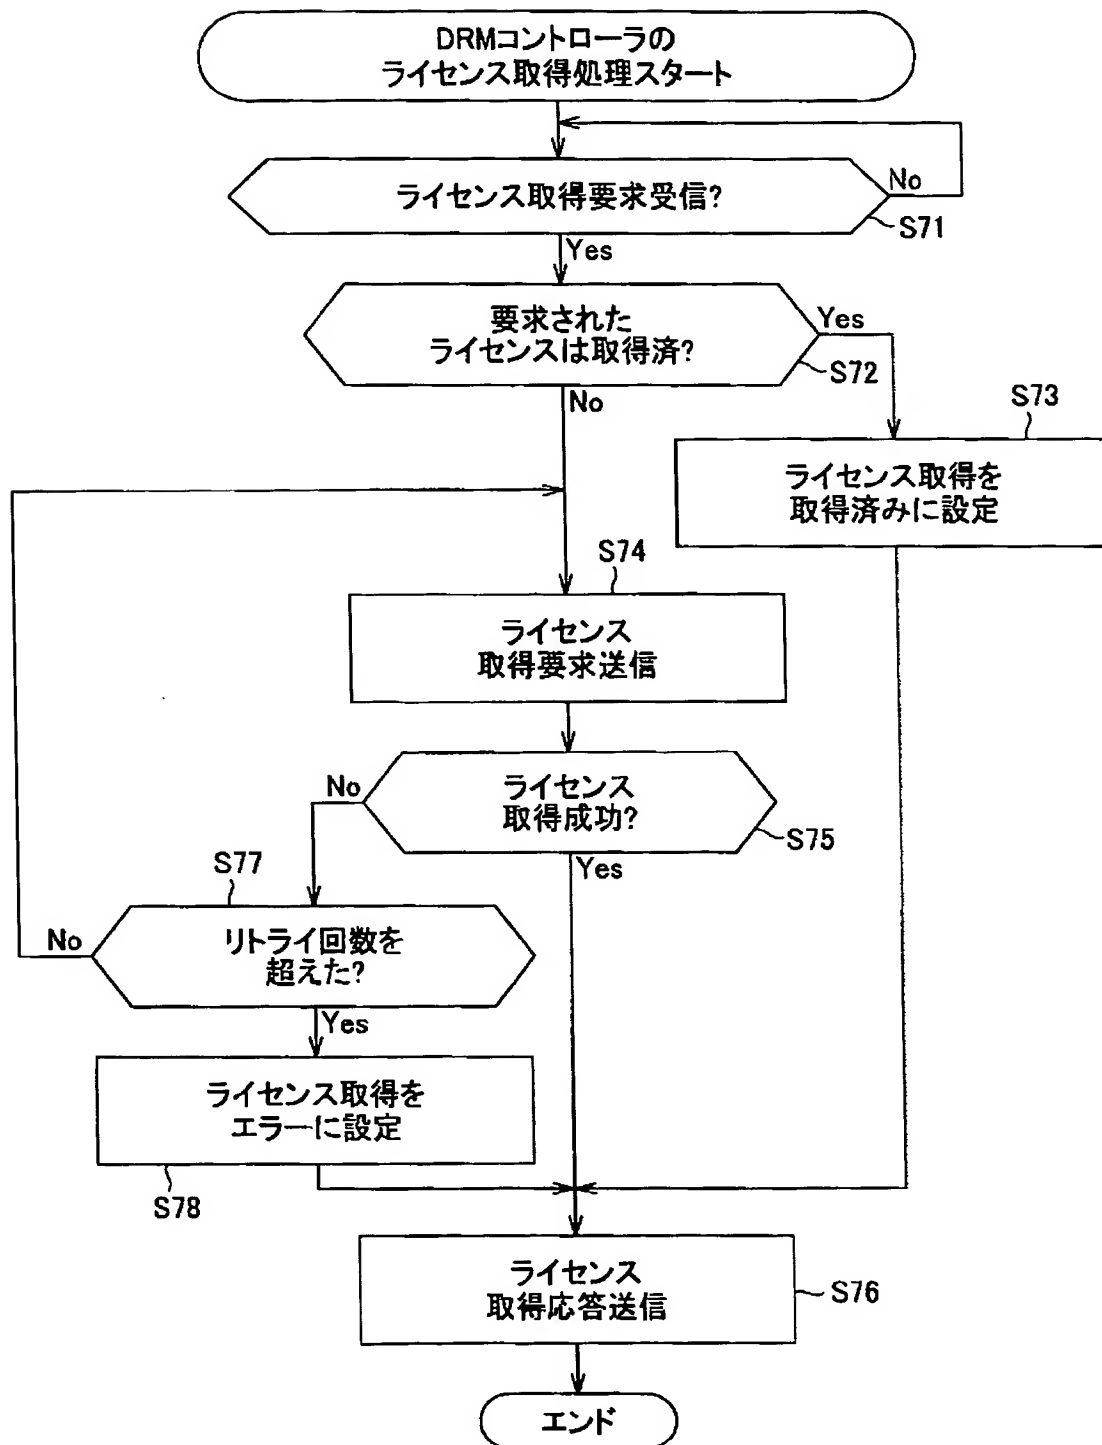 DRMコントローラの
ライセンス取得処理スタート
ライセンス取得要求受信?
No
S71
Yes
要求された
ライセンスは取得済?
Yes
S72
No
S73
ライセンス取得を
取得済みに設定
S74
ライセンス
取得要求送信
No
ライセンス
取得成功?
S75
Yes
S77
No
リトライ回数を
超えた?
Yes
ライセンス取得を
エラーに設定
S78
ライセンス
取得応答送信
S76
エンド